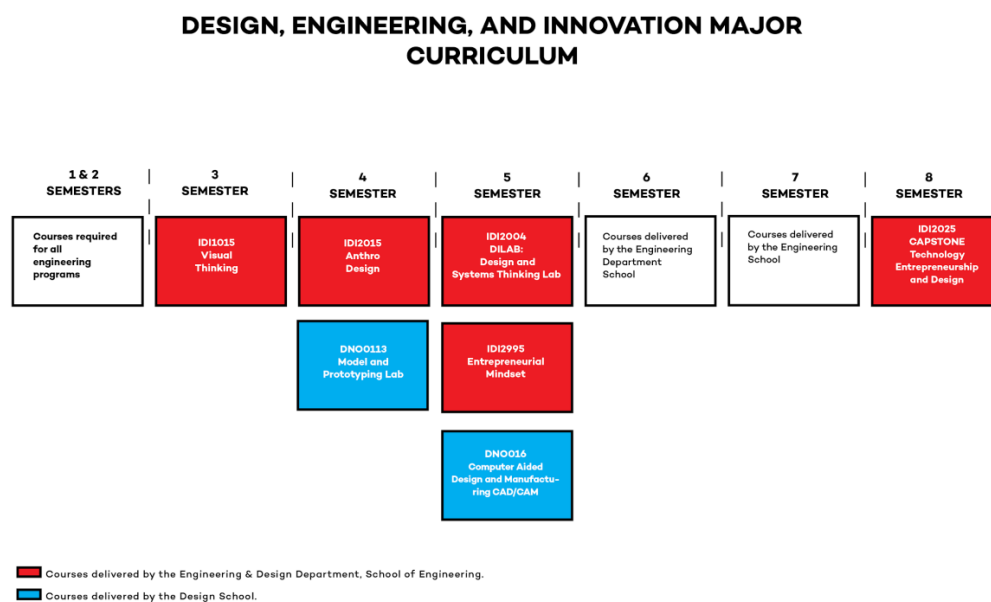 DESIGN, ENGINEERING, AND INNOVATION MAJOR
CURRICULUM
1 & 2
SEMESTERS
3
SEMESTER
4
SEMESTER
5
SEMESTER
6
SEMESTER
7
SEMESTER
8
SEMESTER
Courses required
for all
engineering
programs
IDI1015
Visual
Thinking
IDI2015
Anthro
Design
IDI2004
DILAB:
Design and
Systems Thinking Lab
Courses delivered
by the Engineering
Department
School
Courses delivered
by the Engineering
School
IDI2025
CAPSTONE
Technology
Entrepreneurship
and Design
DNO0113
Model and
Prototyping Lab
IDI2995
Entrepreneurial
Mindset
DNO016
Computer Aided
Design and Manufactu-
ring CAD/CAM
Courses delivered by the Engineering & Design Department, School of Engineering.
Courses delivered by the Design School.